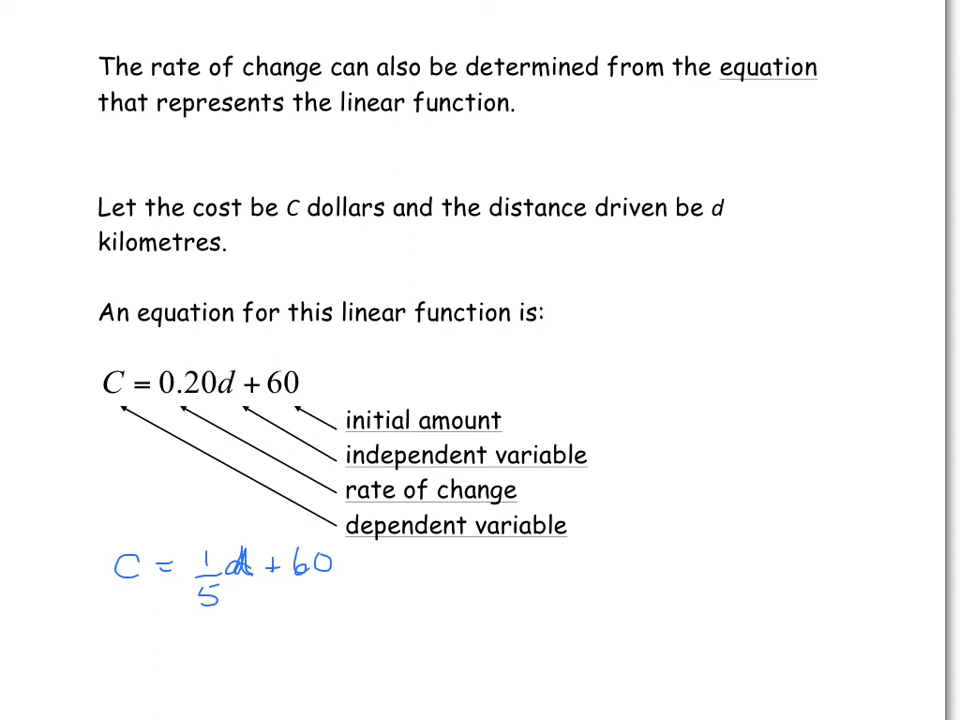 The rate of change can also be determined from the equation
that represents the linear function.
Let the cost be C dollars and the distance driven be d
kilometres.
An equation for this linear function is:
C = 0.20d + 60
initial amount
independent variable
rate of change
dependent variable
C = 1/5 d + 60